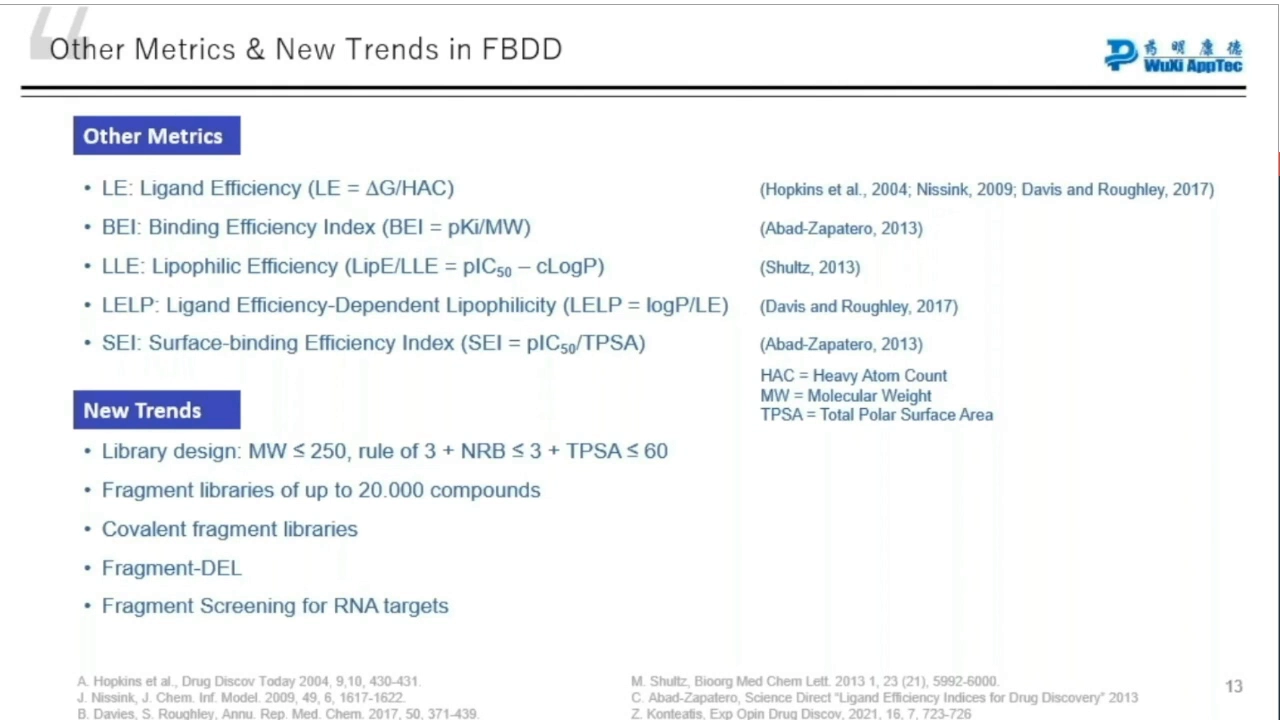 Other Metrics & New Trends in FBDD
药明康德
WuXi AppTec
Other Metrics
• LE: Ligand Efficiency (LE = ΔG/HAC) (Hopkins et al., 2004; Nissink, 2009; Davis and Roughley, 2017)
• BEI: Binding Efficiency Index (BEI = pKi/MW) (Abad-Zapatero, 2013)
• LLE: Lipophilic Efficiency (LipE/LLE = pIC₅₀ – cLogP) (Shultz, 2013)
• LELP: Ligand Efficiency-Dependent Lipophilicity (LELP = logP/LE) (Davis and Roughley, 2017)
• SEI: Surface-binding Efficiency Index (SEI = pIC₅₀/TPSA) (Abad-Zapatero, 2013)
HAC = Heavy Atom Count
MW = Molecular Weight
TPSA = Total Polar Surface Area
New Trends
• Library design: MW ≤ 250, rule of 3 + NRB ≤ 3 + TPSA ≤ 60
• Fragment libraries of up to 20.000 compounds
• Covalent fragment libraries
• Fragment-DEL
• Fragment Screening for RNA targets
A. Hopkins et al., Drug Discov Today 2004, 9,10, 430-431.
J. Nissink, J. Chem. Inf. Model. 2009, 49, 6, 1617-1622.
B. Davies, S. Roughley, Annu. Rep. Med. Chem. 2017, 50, 371-439.
M. Shultz, Bioorg Med Chem Lett. 2013 1, 23 (21), 5992-6000.
C. Abad-Zapatero, Science Direct "Ligand Efficiency Indices for Drug Discovery" 2013
Z. Konteatis, Exp Opin Drug Discov, 2021, 16, 7, 723-726
13